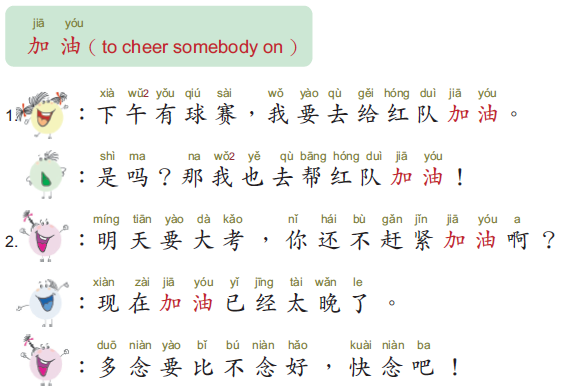 jiā yóu
加油（to cheer somebody on）
xià wǔ2 yǒu qiú sài wǒ yào qù gěi hóng duì jiā yóu
1. ：下午有球赛，我要去给红队加油。
shì ma na wǒ2 yě qù bāng hóng duì jiā yóu
：是吗？那我也去帮红队加油！
míng tiān yào dà kǎo nǐ hái bù gǎn jǐn jiā yóu a
2. ：明天要大考，你还不赶紧加油啊？
xiàn zài jiā yóu yǐ jīng tài wǎn le
：现在加油已经太晚了。
duō niàn yào bǐ bú niàn hǎo kuài niàn ba
：多念要比不念好，快念吧！